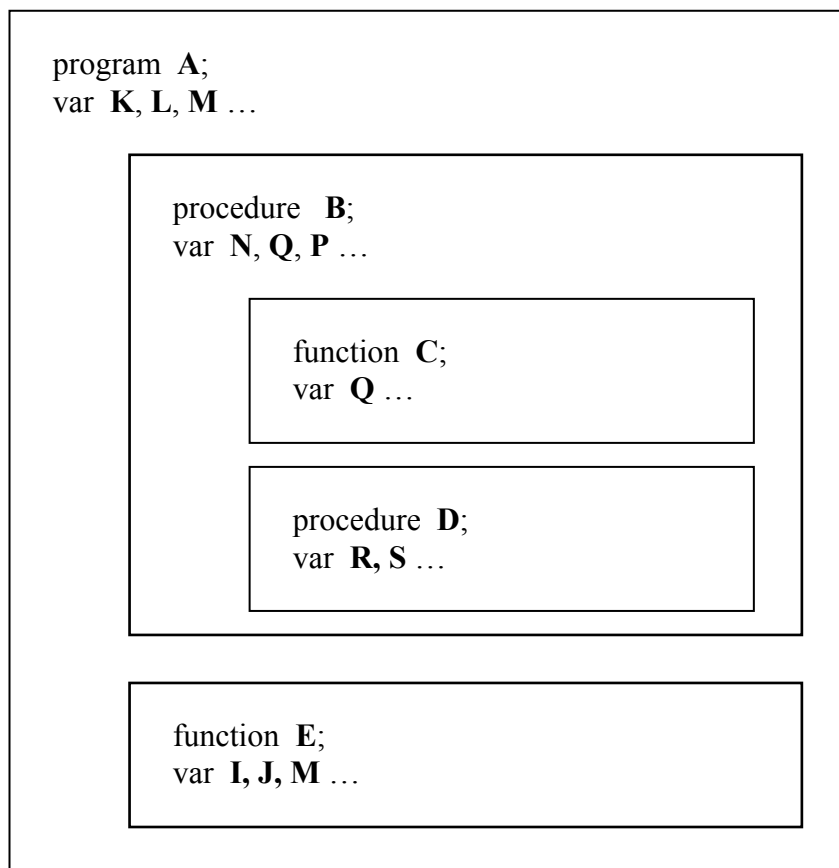 program A;
var K, L, M …
procedure B;
var N, Q, P …
function C;
var Q …
procedure D;
var R, S …
function E;
var I, J, M …